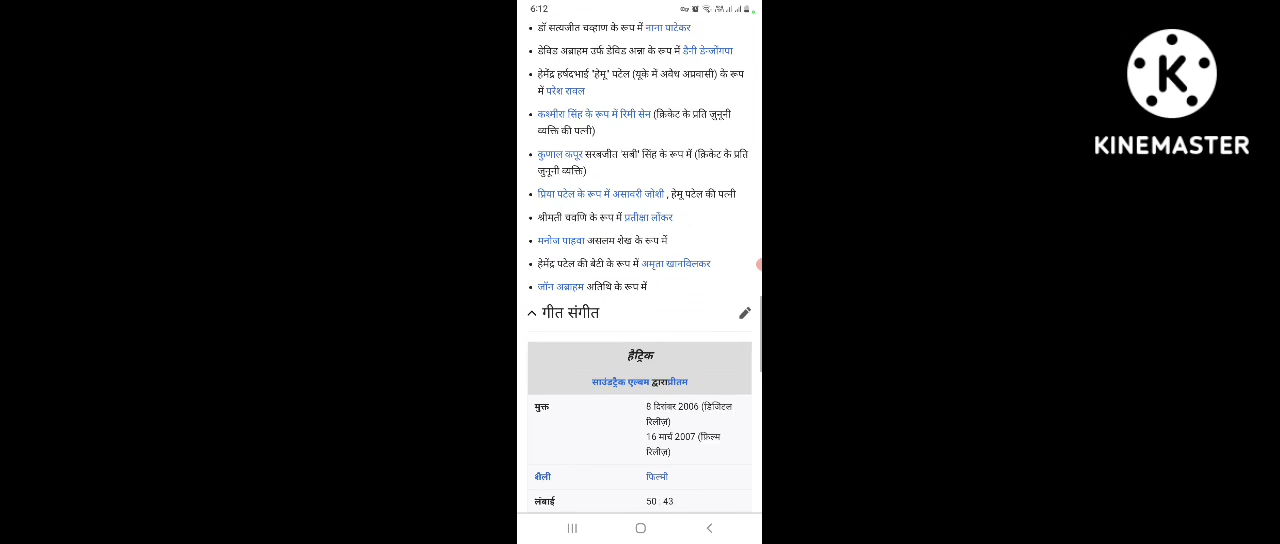 6:12
• डॉ सत्यजीत चव्हाण के रूप में नाना पाटेकर
• डेविड अब्राहम उर्फ डेविड अन्ना के रूप में डैनी डेन्जोंगपा
• हेमेंद्र हर्षदभाई "हेमू" पटेल (यूके में अवैध अप्रवासी) के रूप
में परेश रावल
• कश्मीरा सिंह के रूप में रिमी सेन (क्रिकेट के प्रति जुनूनी
व्यक्ति की पत्नी)
• कुणाल कपूर सरबजीत 'सबी' सिंह के रूप में (क्रिकेट के प्रति
जुनूनी व्यक्ति)
• प्रिया पटेल के रूप में असावरी जोशी , हेमू पटेल की पत्नी
• श्रीमती चवणि के रूप में प्रतीक्षा लोंकर
• मनोज पाहवा असलम शेख के रूप में
• हेमेंद्र पटेल की बेटी के रूप में अमृता खानविलकर
• जॉन अब्राहम अतिथि के रूप में
गीत संगीत
हैट्रिक
साउंडट्रैक एल्बम द्वाराप्रीतम
मुक्त 8 दिसंबर 2006 (डिजिटल
रिलीज़)
16 मार्च 2007 (फ़िल्म
रिलीज़)
शैली फिल्मी
लंबाई 50 : 43
K
KINEMASTER